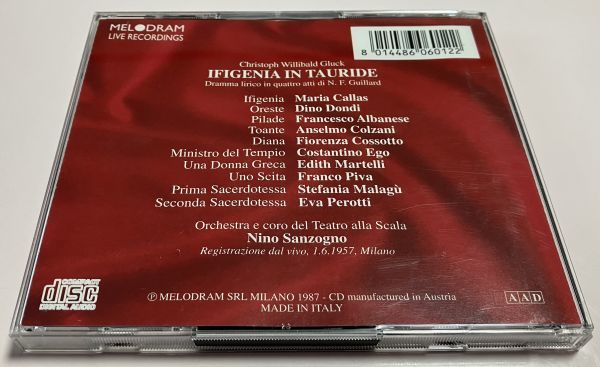 MELODRAM
LIVE RECORDINGS
8 014486 060122
Christoph Willibald Gluck
IFIGENIA IN TAURIDE
Dramma lirico in quattro atti di N. F. Guillard
Ifigenia Maria Callas
Oreste Dino Dondi
Pilade Francesco Albanese
Toante Anselmo Colzani
Diana Fiorenza Cossotto
Ministro del Tempio Costantino Ego
Una Donna Greca Edith Martelli
Uno Scita Franco Piva
Prima Sacerdotessa Stefania Malagù
Seconda Sacerdotessa Eva Perotti
Orchestra e coro del Teatro alla Scala
Nino Sanzogno
Registrazione dal vivo, 1.6.1957, Milano
COMPACT
disc
DIGITAL AUDIO
℗ MELODRAM SRL MILANO 1987 - CD manufactured in Austria
MADE IN ITALY
AAD